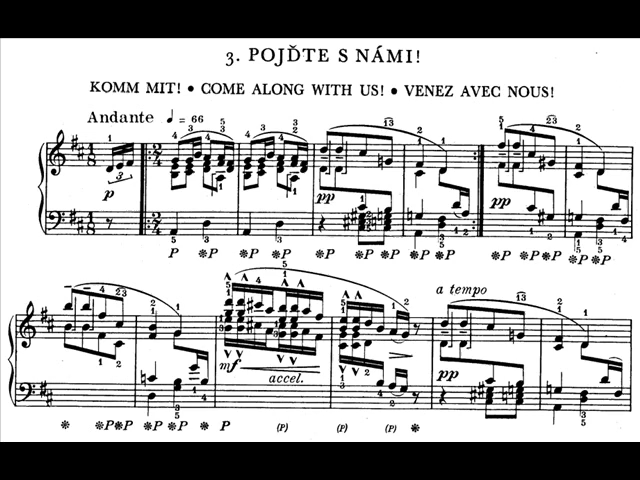 3. POJĎTE S NÁMI!
KOMM MIT! • COME ALONG WITH US! • VENEZ AVEC NOUS!
Andante ♩ = 66
p
pp
pp
P ※P ※P ※P ※P※P※P ※P ※P※P※P ※P※P
mf
accel.
a tempo
pp
※ P※P ※P※P ※ P (P) (P) (P) ※